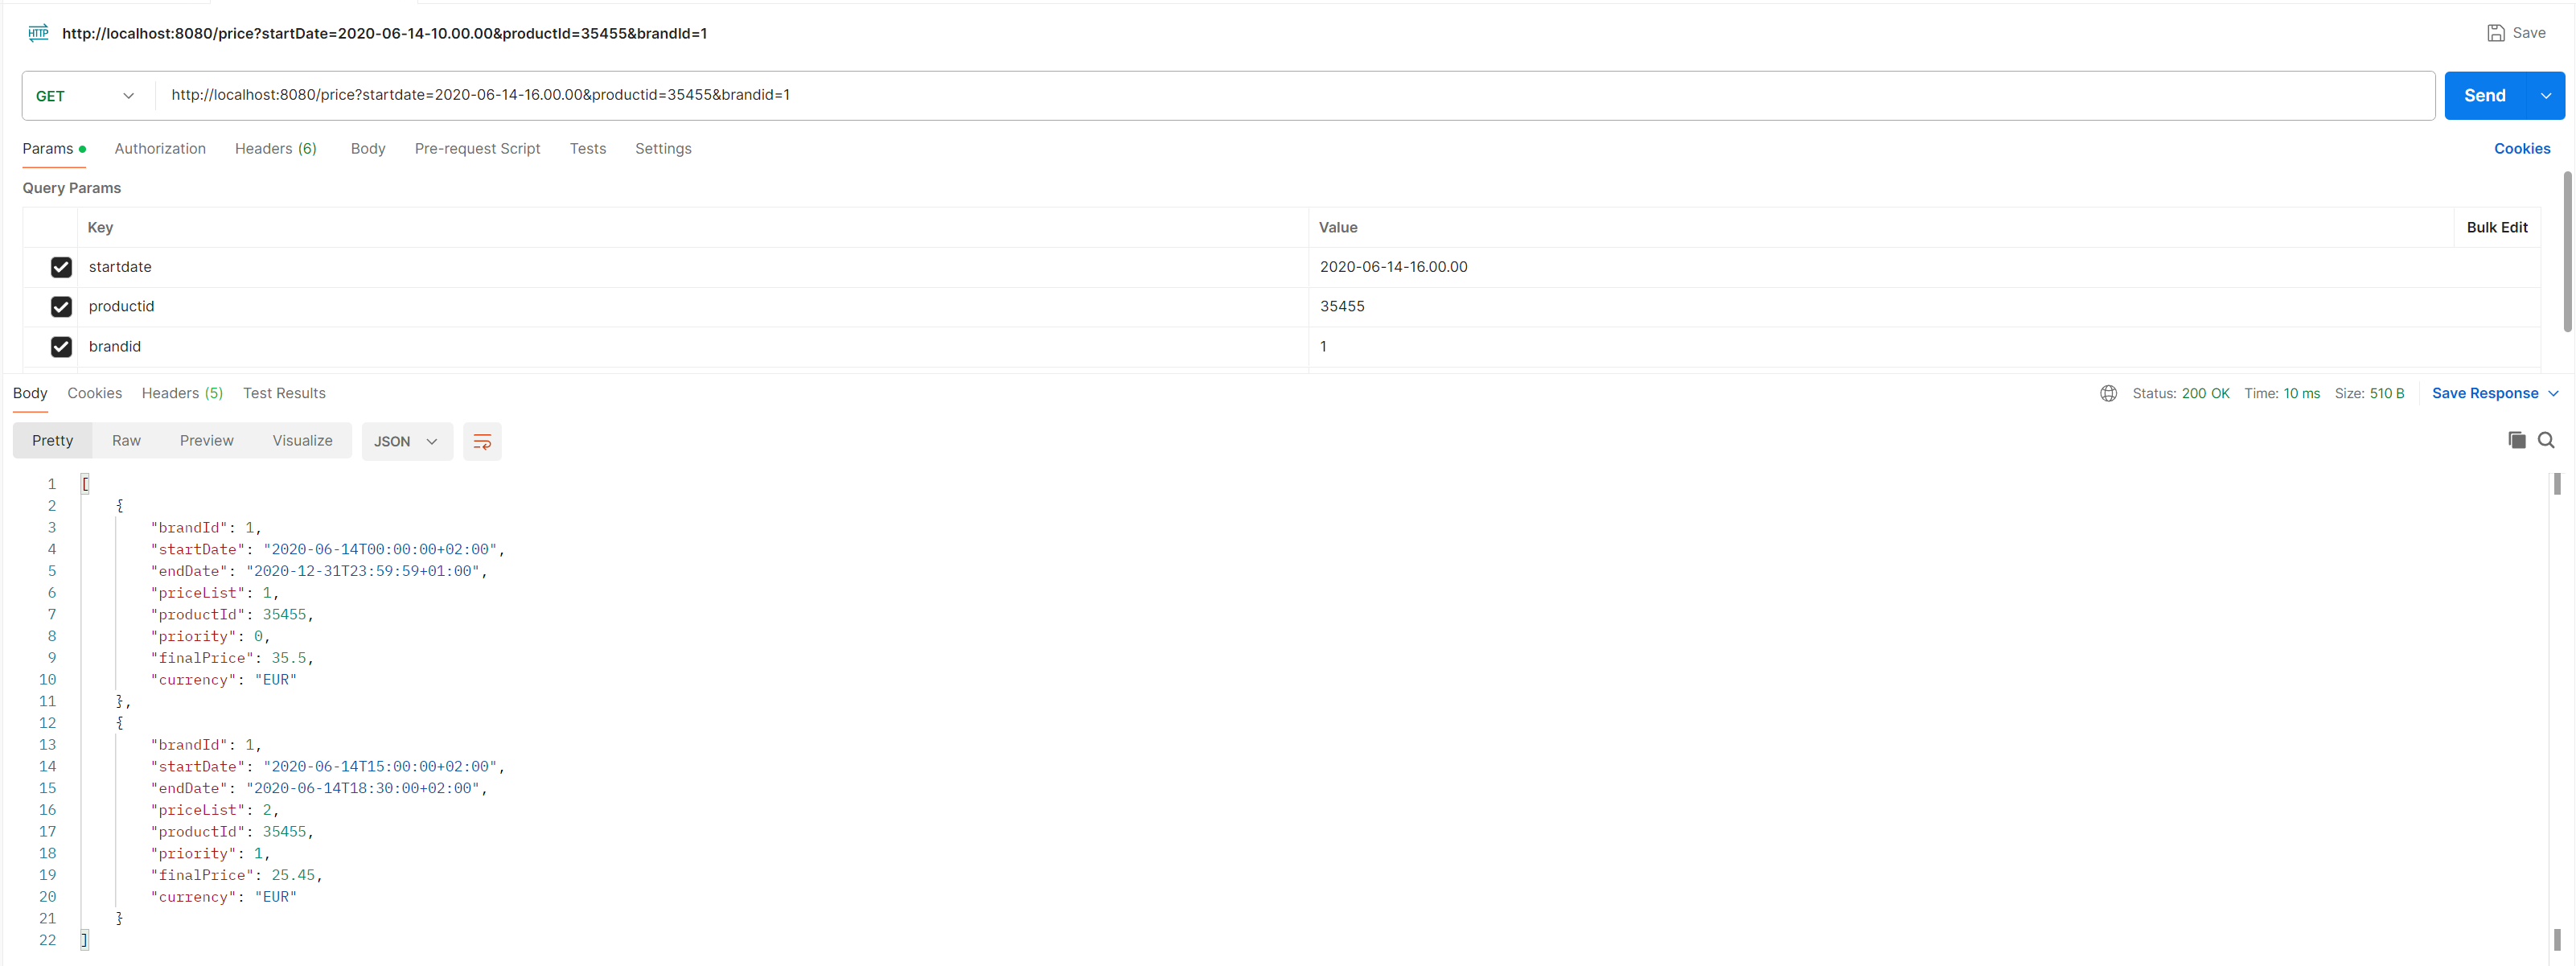 HTTP http://localhost:8080/price?startDate=2020-06-14-10.00.00&productId=35455&brandId=1 Save
GET http://localhost:8080/price?startdate=2020-06-14-16.00.00&productid=35455&brandid=1 Send
Params Authorization Headers (6) Body Pre-request Script Tests Settings Cookies
Query Params
Key Value Bulk Edit
startdate 2020-06-14-16.00.00
productid 35455
brandid 1
Body Cookies Headers (5) Test Results Status: 200 OK Time: 10 ms Size: 510 B Save Response
Pretty Raw Preview Visualize JSON
1 [
2 {
3 "brandId": 1,
4 "startDate": "2020-06-14T00:00:00+02:00",
5 "endDate": "2020-12-31T23:59:59+01:00",
6 "priceList": 1,
7 "productId": 35455,
8 "priority": 0,
9 "finalPrice": 35.5,
10 "currency": "EUR"
11 },
12 {
13 "brandId": 1,
14 "startDate": "2020-06-14T15:00:00+02:00",
15 "endDate": "2020-06-14T18:30:00+02:00",
16 "priceList": 2,
17 "productId": 35455,
18 "priority": 1,
19 "finalPrice": 25.45,
20 "currency": "EUR"
21 }
22 ]